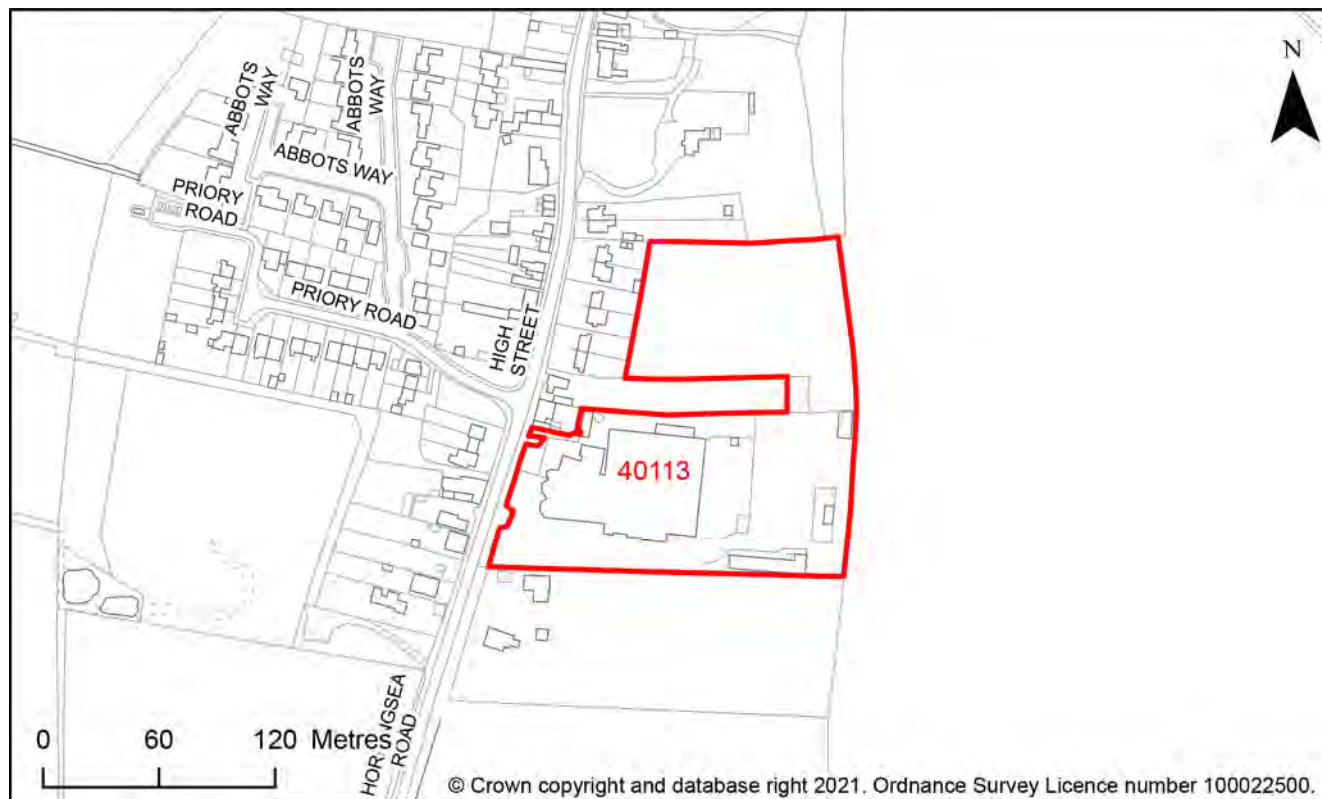 N
ABBOTS
WAY
ABBOTS
WAY
ABBOTS WAY
PRIORY
ROAD
PRIORY ROAD
HIGH
STREET
40113
ROAD
0 60 120 Metres
© Crown copyright and database right 2021. Ordnance Survey Licence number 100022500.